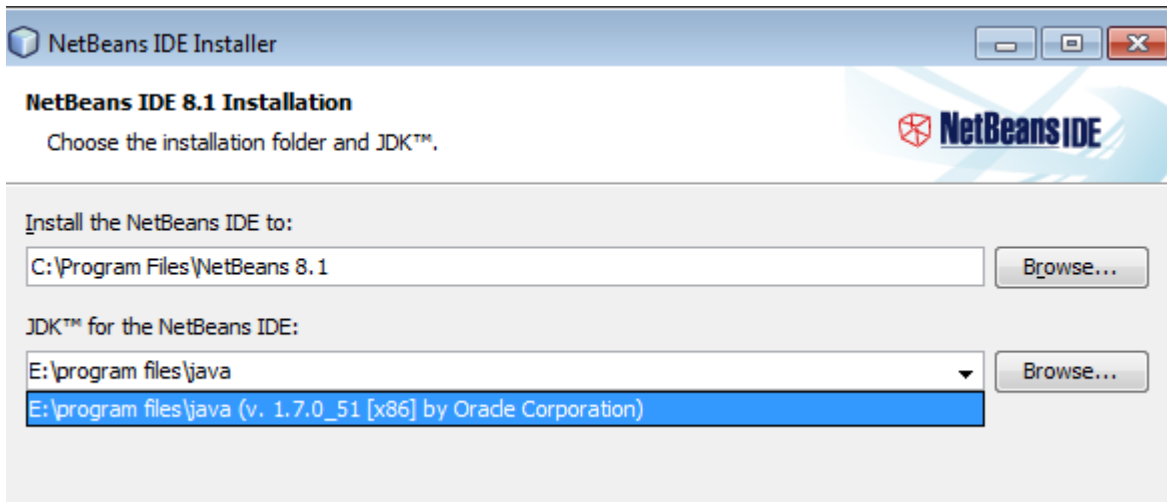 NetBeans IDE Installer
NetBeans IDE 8.1 Installation
Choose the installation folder and JDK™.
NetBeans IDE
Install the NetBeans IDE to:
C:\Program Files\NetBeans 8.1
Browse...
JDK™ for the NetBeans IDE:
E:\program files\java
Browse...
E:\program files\java (v. 1.7.0_51 [x86] by Oracle Corporation)